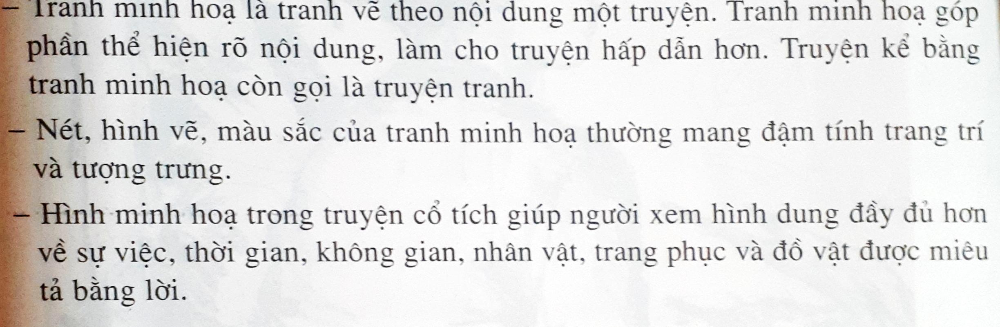 – Tranh minh hoạ là tranh vẽ theo nội dung một truyện. Tranh minh hoạ góp
phần thể hiện rõ nội dung, làm cho truyện hấp dẫn hơn. Truyện kể bằng
tranh minh hoạ còn gọi là truyện tranh.
– Nét, hình vẽ, màu sắc của tranh minh hoạ thường mang đậm tính trang trí
và tượng trưng.
– Hình minh hoạ trong truyện cổ tích giúp người xem hình dung đầy đủ hơn
về sự việc, thời gian, không gian, nhân vật, trang phục và đồ vật được miêu
tả bằng lời.